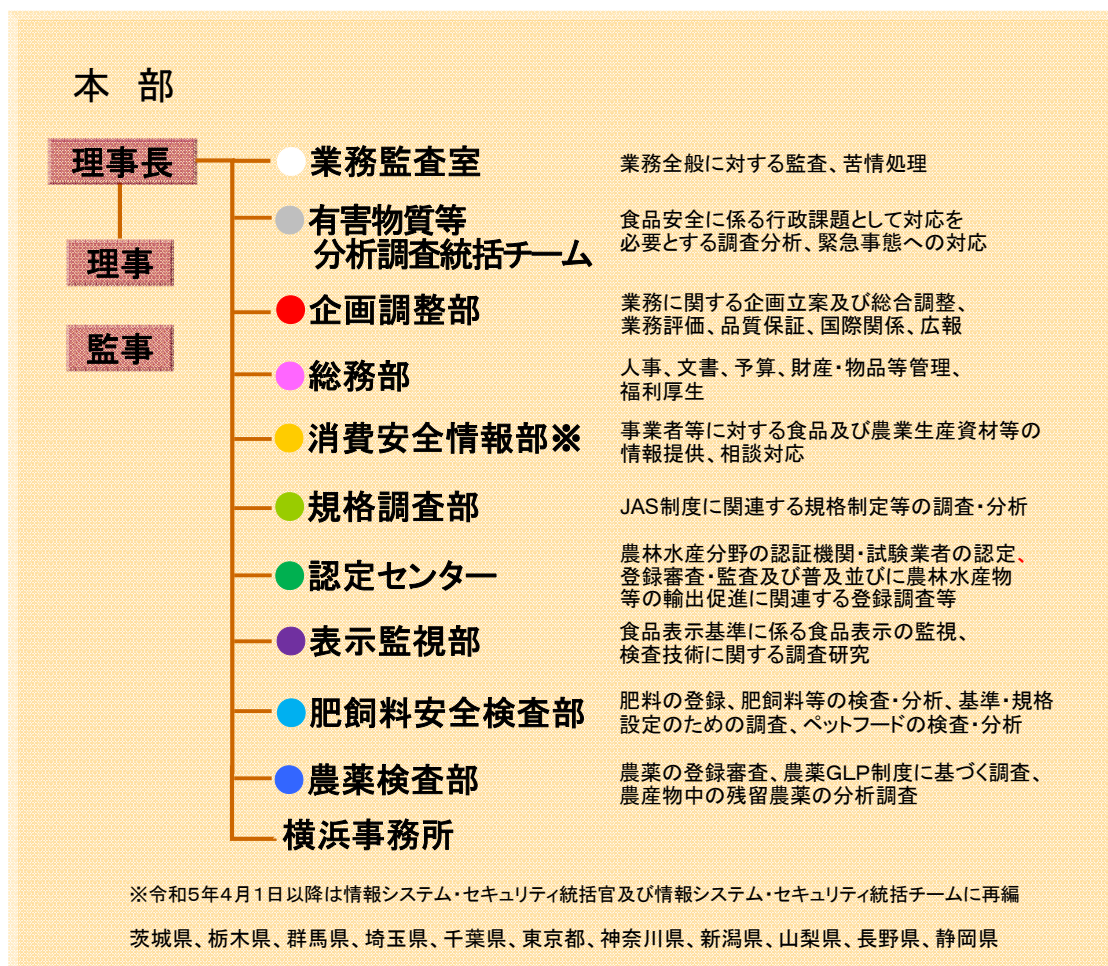 本 部
理事長
理事
監事
業務監査室
業務全般に対する監査、苦情処理
有害物質等
分析調査統括チーム
食品安全に係る行政課題として対応を
必要とする調査分析、緊急事態への対応
企画調整部
業務に関する企画立案及び総合調整、
業務評価、品質保証、国際関係、広報
総務部
人事、文書、予算、財産・物品等管理、
福利厚生
消費安全情報部※
事業者等に対する食品及び農業生産資材等の
情報提供、相談対応
規格調査部
JAS制度に関連する規格制定等の調査・分析
認定センター
農林水産分野の認証機関・試験業者の認定、
登録審査・監査及び普及並びに農林水産物
等の輸出促進に関連する登録調査等
表示監視部
食品表示基準に係る食品表示の監視、
検査技術に関する調査研究
肥飼料安全検査部
肥料の登録、肥飼料等の検査・分析、基準・規格
設定のための調査、ペットフードの検査・分析
農薬検査部
農薬の登録審査、農薬GLP制度に基づく調査、
農産物中の残留農薬の分析調査
横浜事務所
※令和5年4月1日以降は情報システム・セキュリティ統括官及び情報システム・セキュリティ統括チームに再編
茨城県、栃木県、群馬県、埼玉県、千葉県、東京都、神奈川県、新潟県、山梨県、長野県、静岡県